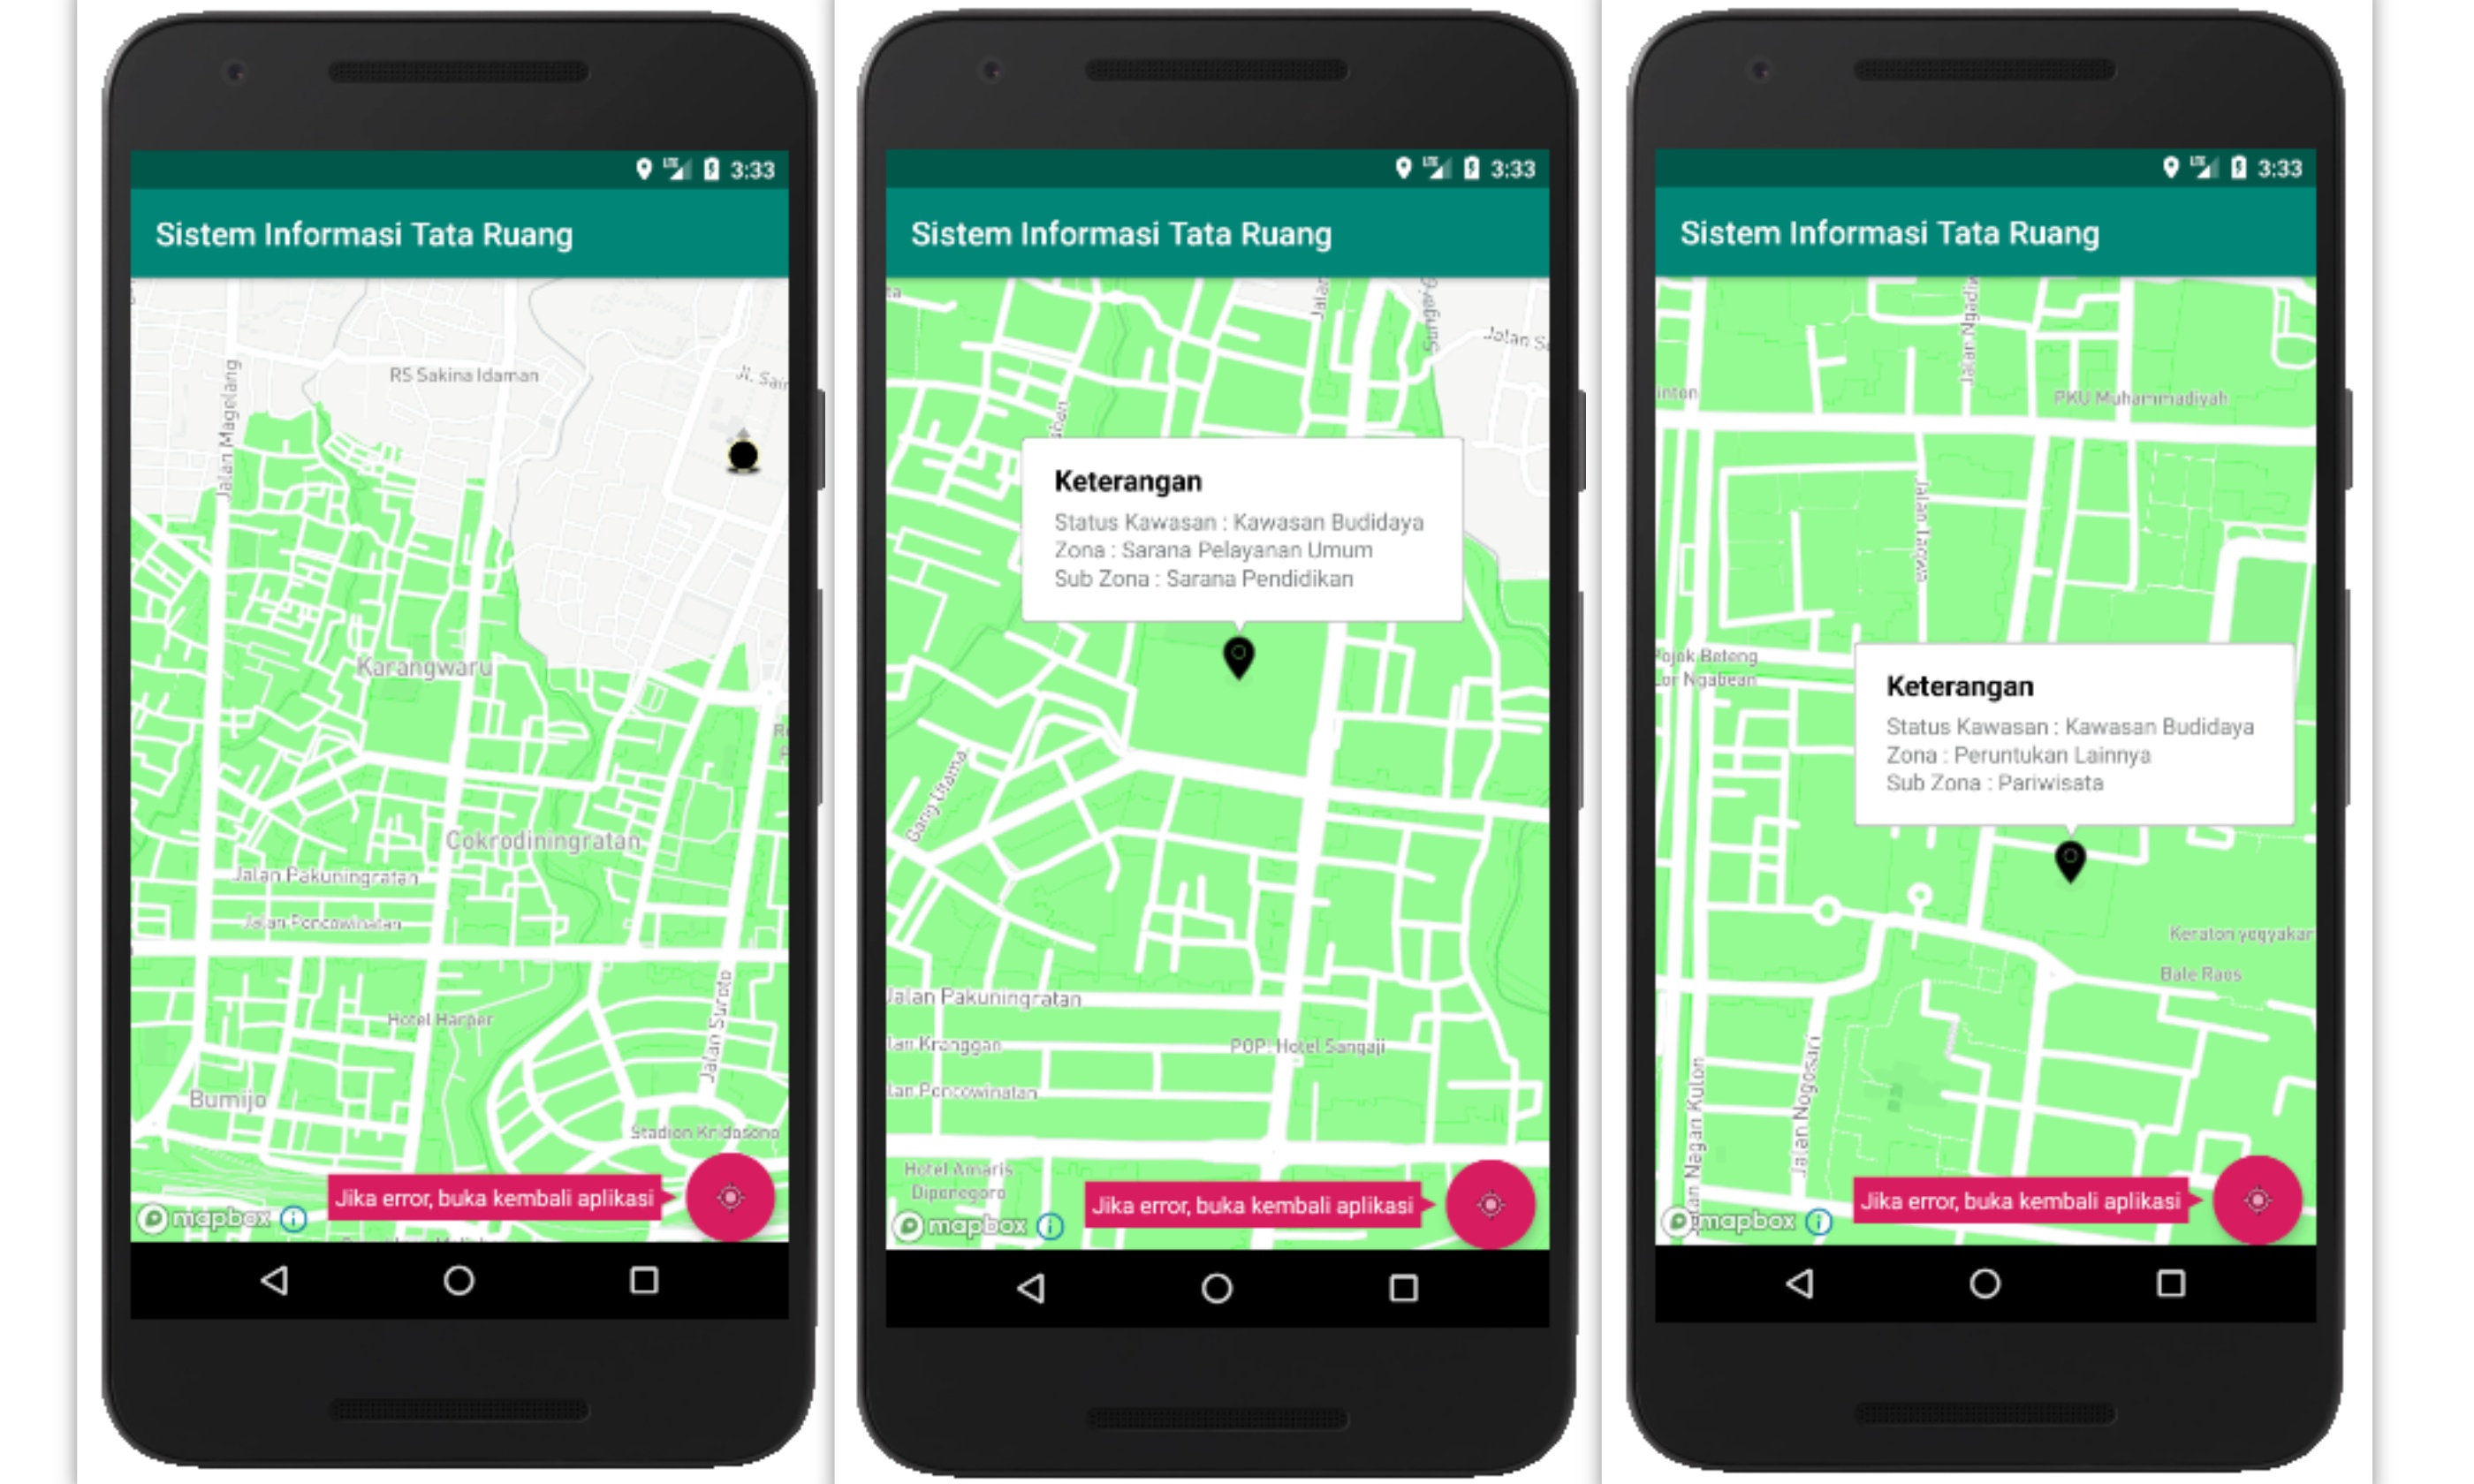 3:33
Sistem Informasi Tata Ruang
RS Sakina Idaman
Jalan Magelang
Karangwaru
Cokrodiningratan
Jalan Pakuningratan
Jalan Poncowinatan
Hotel Harper
Jalan Suroto
Bumijo
Stadion Kridosono
Jika error, buka kembali aplikasi
mapbox
3:33
Sistem Informasi Tata Ruang
Jalan
Keterangan
Status Kawasan : Kawasan Budidaya
Zona : Sarana Pelayanan Umum
Sub Zona : Sarana Pendidikan
Gang Utama
Jalan Pakuningratan
lan Kranggan
POP! Hotel Sangaji
lan Poncowinatan
Hotel Amaris
Diponegoro
Jika error, buka kembali aplikasi
mapbox
3:33
Sistem Informasi Tata Ruang
inton
PKU Muhammadiyah
Pojok Beteng
Lor Ngabean
Keterangan
Status Kawasan : Kawasan Budidaya
Zona : Peruntukan Lainnya
Sub Zona : Pariwisata
Keraton yogyakar
Bale Raos
Jalan Nogosari
Jalan Nagan Kulon
Jika error, buka kembali aplikasi
mapbox